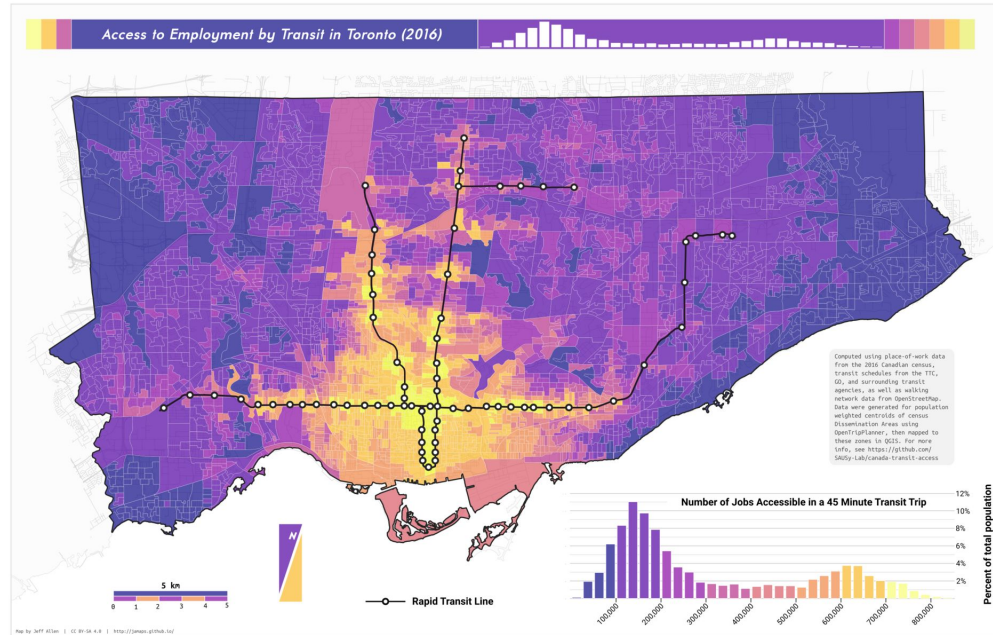 Access to Employment by Transit in Toronto (2016)
Computed using place-of-work data
from the 2016 Canadian census,
transit schedules from the TTC,
GO, and surrounding transit
agencies, as well as walking
network data from OpenStreetMap.
Data were generated for population
weighted centroids of census
Dissemination Areas using
OpenTripPlanner, then mapped to
these zones in QGIS. For more
info, see https://github.com/
SAUSy-Lab/canada-transit-access
N
5 km
0 1 2 3 4 5
Rapid Transit Line
Number of Jobs Accessible in a 45 Minute Transit Trip
12%
10%
8%
6%
4%
2%
Percent of total population
100,000 200,000 300,000 400,000 500,000 600,000 700,000 800,000
Map by Jeff Allen | CC BY-SA 4.0 | http://jamaps.github.io/